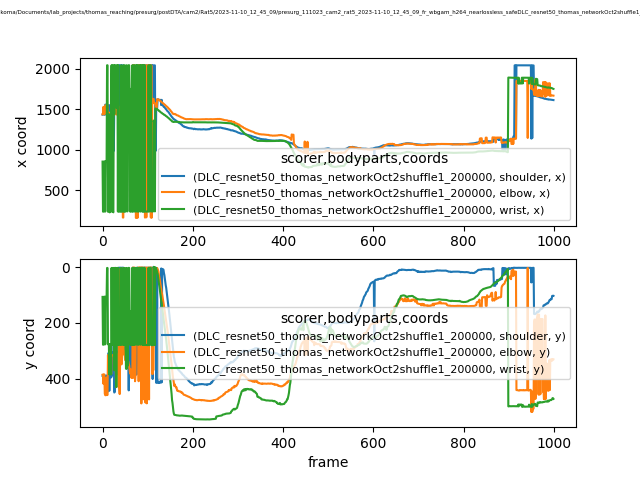 koma/Documents/lab_projects/thomas_reaching/presurg/postDTA/cam2/Rat5/2023-11-10_12_45_09/presurg_111023_cam2_rat5_2023-11-10_12_45_09_fr_wbgam_h264_nearlossless_safeDLC_resnet50_thomas_networkOct2shuffle1_200000
2000
1500
1000
500
x coord
scorer,bodyparts,coords
(DLC_resnet50_thomas_networkOct2shuffle1_200000, shoulder, x)
(DLC_resnet50_thomas_networkOct2shuffle1_200000, elbow, x)
(DLC_resnet50_thomas_networkOct2shuffle1_200000, wrist, x)
0 200 400 600 800 1000
0
200
400
y coord
scorer,bodyparts,coords
(DLC_resnet50_thomas_networkOct2shuffle1_200000, shoulder, y)
(DLC_resnet50_thomas_networkOct2shuffle1_200000, elbow, y)
(DLC_resnet50_thomas_networkOct2shuffle1_200000, wrist, y)
0 200 400 600 800 1000
frame